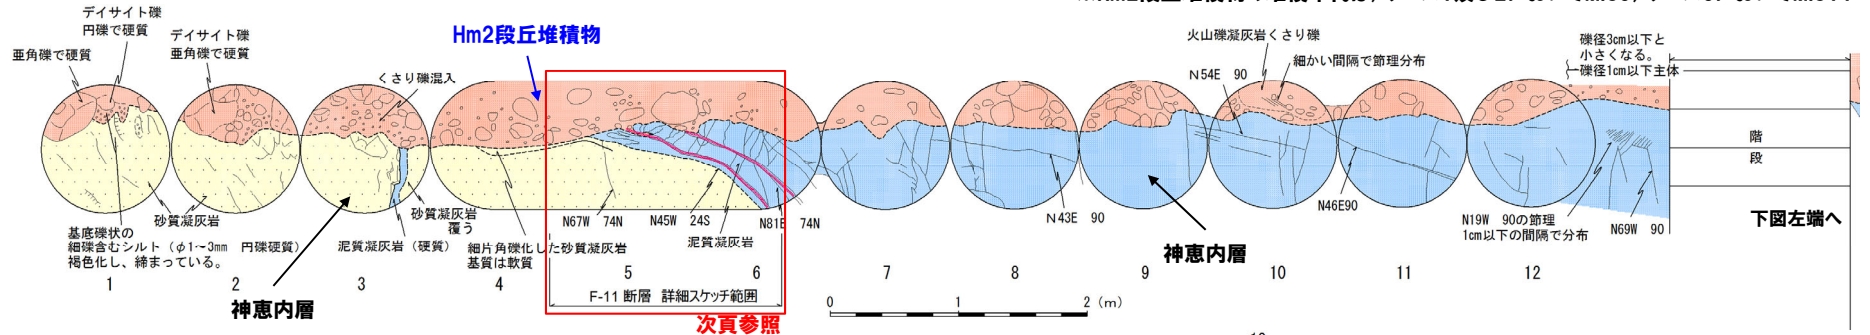 デイサイト礫
円礫で硬質
亜角礫で硬質
デイサイト礫
亜角礫で硬質
くさり礫混入
Hm2段丘堆積物
火山礫凝灰岩くさり礫
細かい間隔で節理分布
N54E 90
礫径3cm以下と
小さくなる。
礫径1cm以下主体
階
段
砂質凝灰岩
基底礫状の
細礫含むシルト（φ1～3mm 円礫硬質）
褐色化し、締まっている。
泥質凝灰岩（硬質）
砂質凝灰岩
覆う
細片角礫化した砂質凝灰岩
基質は軟質
N67W 74N
N45W 24S
N81E 74N
泥質凝灰岩
N43E 90
N46E90
N19W 90の節理
1cm以下の間隔で分布
N69W 90
下図左端へ
神恵内層
神恵内層
1
2
3
4
5
6
7
8
9
10
11
12
F-11 断層 詳細スケッチ範囲
次頁参照
0
1
2 (m)